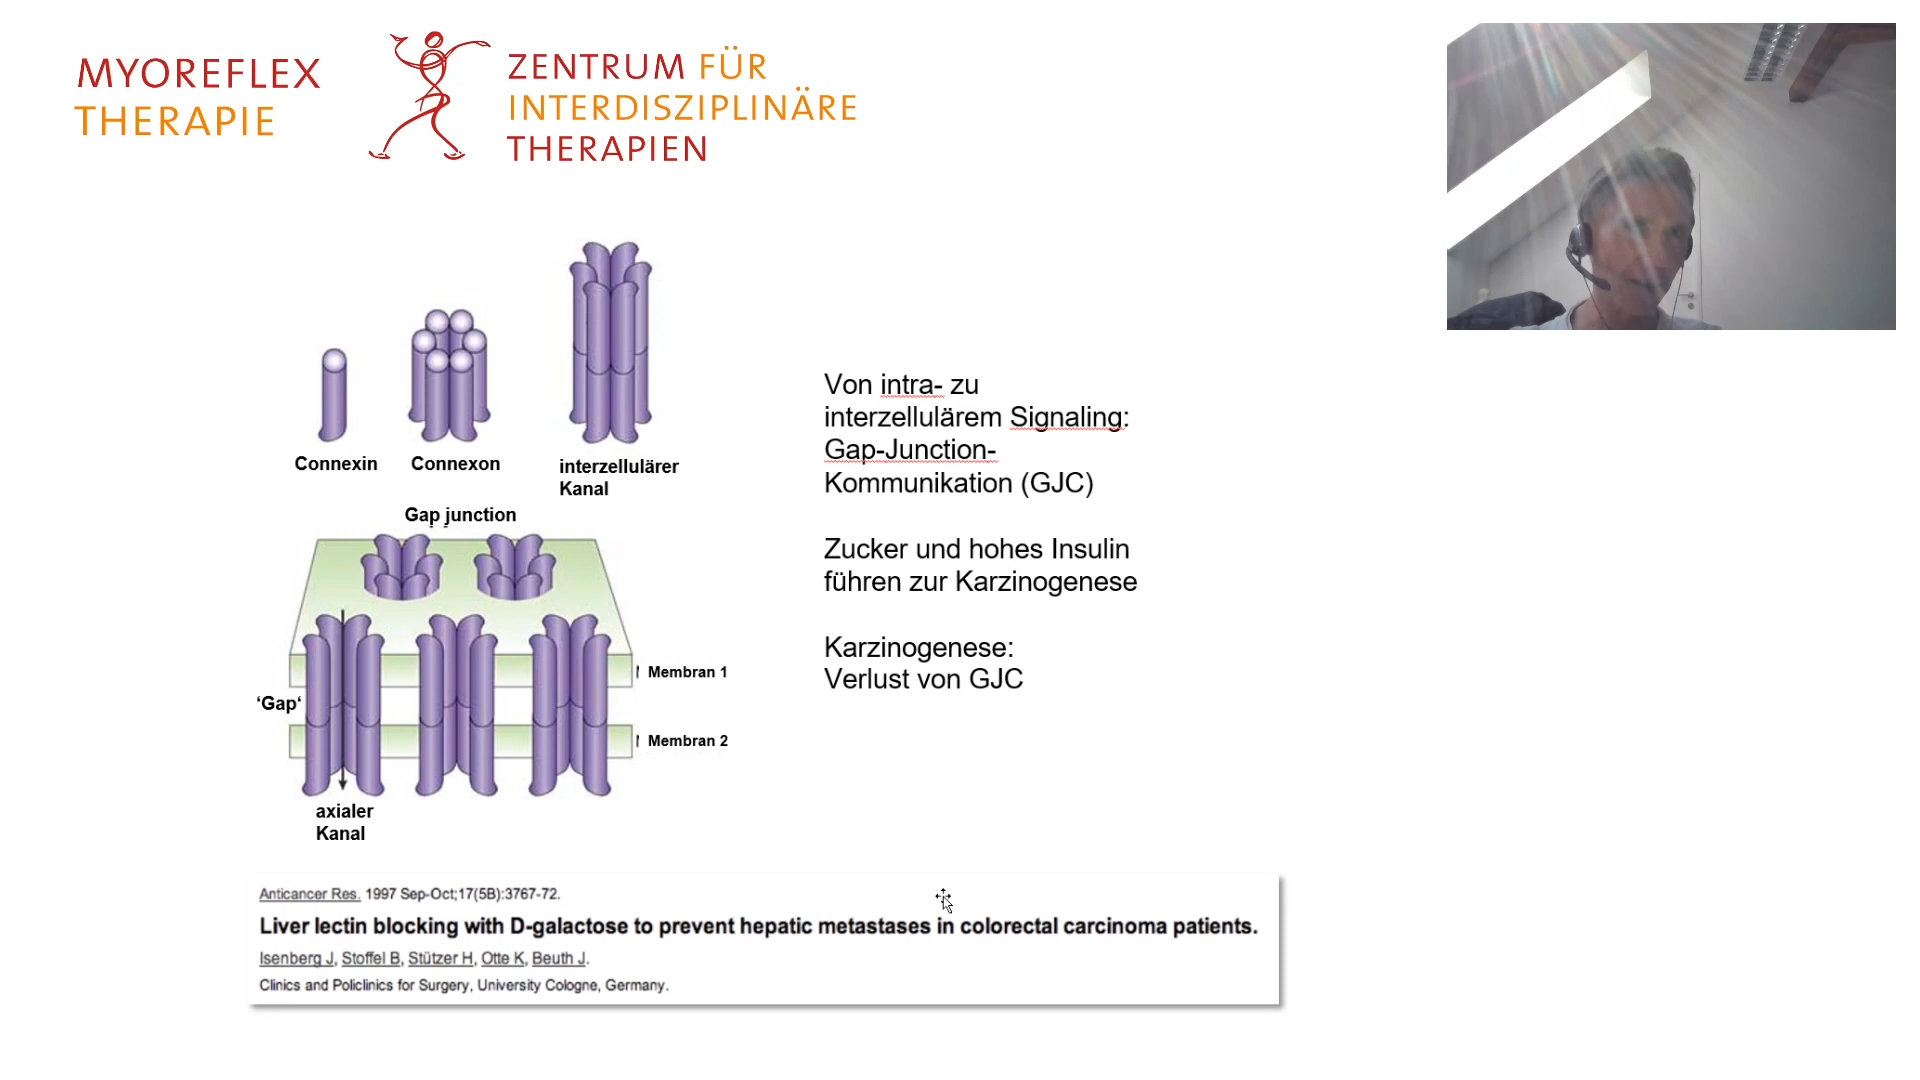 MYOREFLEX
THERAPIE
ZENTRUM FÜR
INTERDISZIPLINÄRE
THERAPIEN
Connexin
Connexon
interzellulärer
Kanal
Gap junction
Membran 1
‘Gap‘
Membran 2
axialer
Kanal
Von intra- zu
interzellulärem Signaling:
Gap-Junction-
Kommunikation (GJC)
Zucker und hohes Insulin
führen zur Karzinogenese
Karzinogenese:
Verlust von GJC
Anticancer Res. 1997 Sep-Oct;17(5B):3767-72.
Liver lectin blocking with D-galactose to prevent hepatic metastases in colorectal carcinoma patients.
Isenberg J, Stoffel B, Stützer H, Otte K, Beuth J.
Clinics and Policlinics for Surgery, University Cologne, Germany.